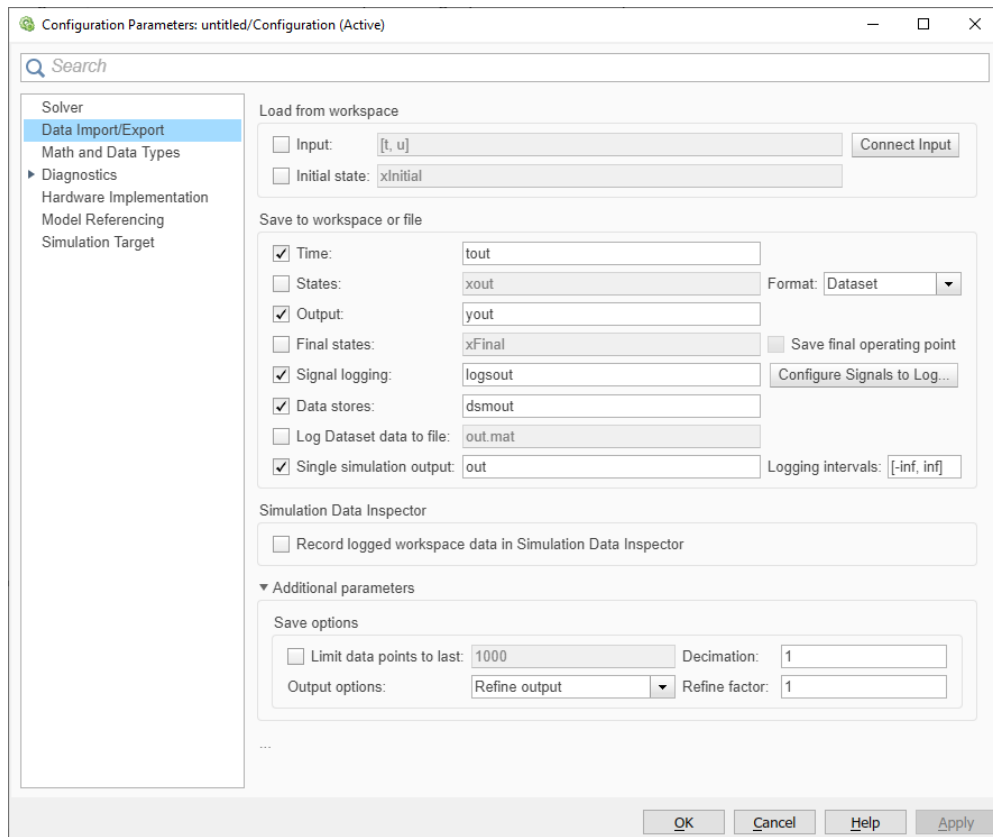 Configuration Parameters: untitled/Configuration (Active)
Search
Solver
Data Import/Export
Math and Data Types
Diagnostics
Hardware Implementation
Model Referencing
Simulation Target
Load from workspace
Input: [t, u] Connect Input
Initial state: xInitial
Save to workspace or file
Time: tout
States: xout Format: Dataset
Output: yout
Final states: xFinal Save final operating point
Signal logging: logsout Configure Signals to Log...
Data stores: dsmout
Log Dataset data to file: out.mat
Single simulation output: out Logging intervals: [-inf, inf]
Simulation Data Inspector
Record logged workspace data in Simulation Data Inspector
Additional parameters
Save options
Limit data points to last: 1000 Decimation: 1
Output options: Refine output Refine factor: 1
...
OK Cancel Help Apply